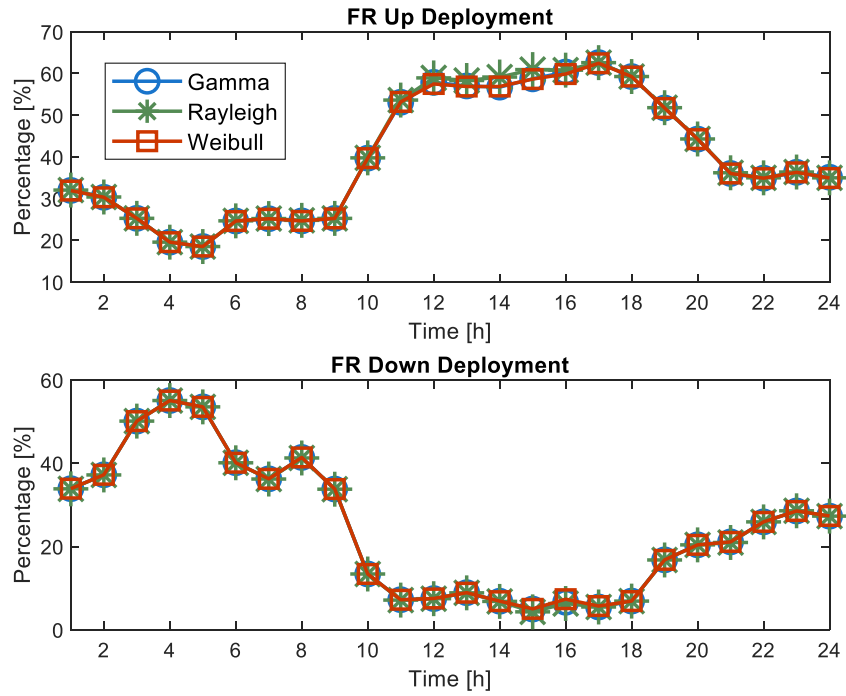 FR Up Deployment
Percentage [%]
70
60
50
40
30
20
10
Gamma
Rayleigh
Weibull
2 4 6 8 10 12 14 16 18 20 22 24
Time [h]
FR Down Deployment
Percentage [%]
60
40
20
0
2 4 6 8 10 12 14 16 18 20 22 24
Time [h]